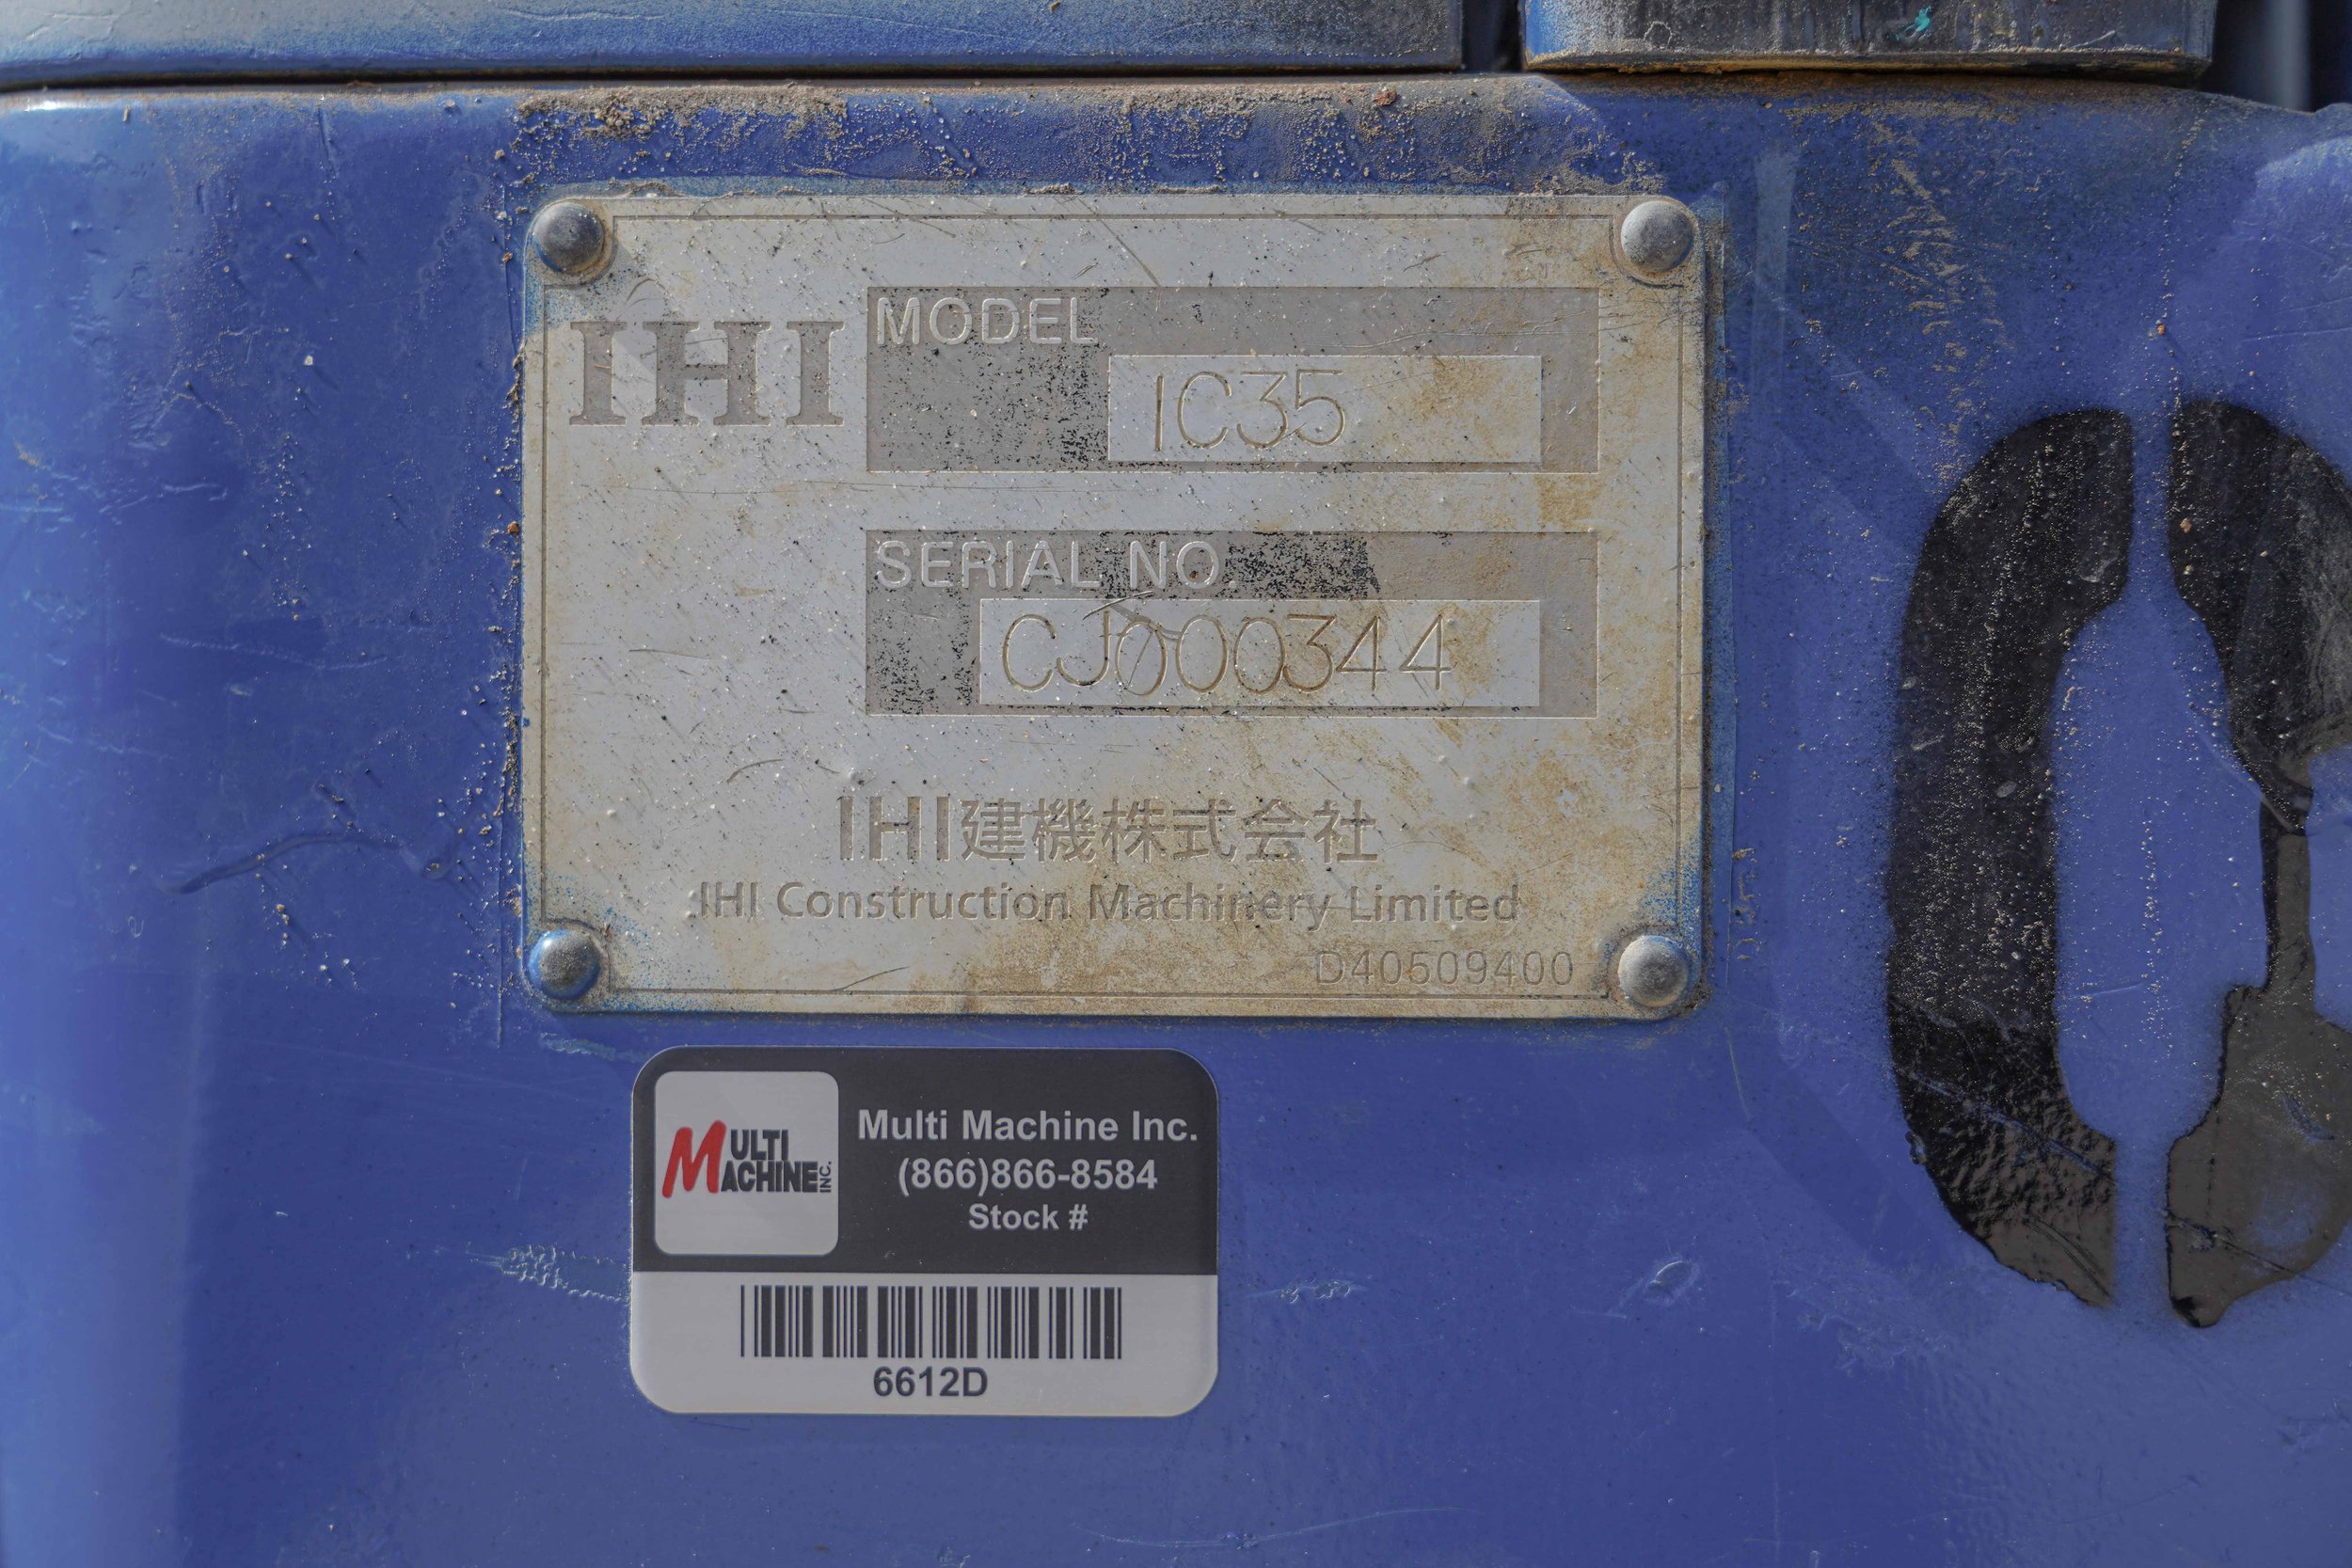 IHI
MODEL
IC35
SERIAL NO.
CJ000344
IHI建機株式会社
IHI Construction Machinery Limited
D40509400
MULTI
MACHINE INC.
Multi Machine Inc.
(866)866-8584
Stock #
6612D